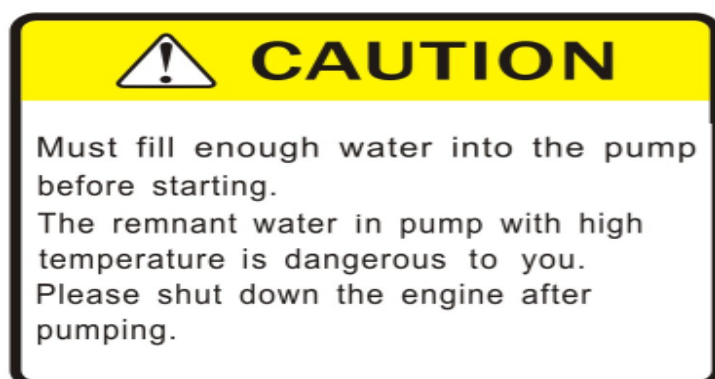 CAUTION
Must fill enough water into the pump
before starting.
The remnant water in pump with high
temperature is dangerous to you.
Please shut down the engine after
pumping.